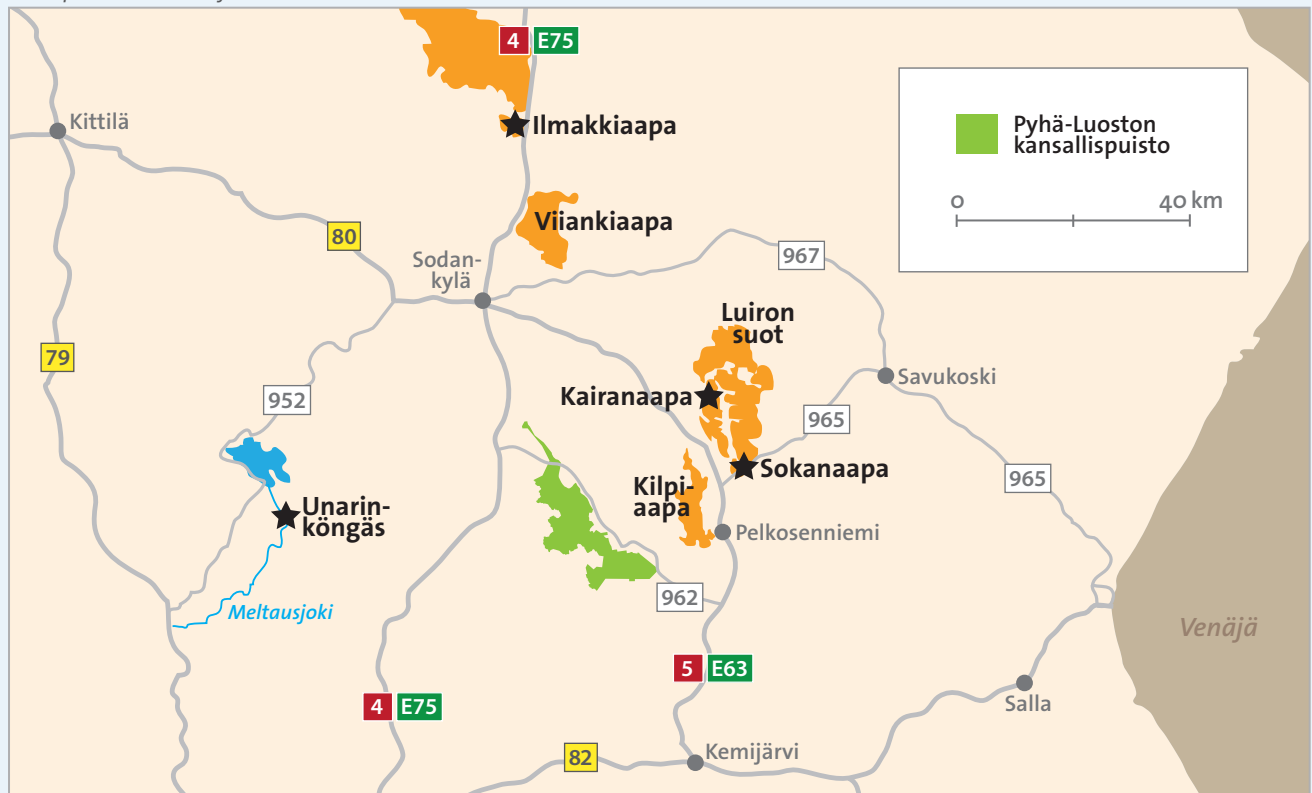 4 E75
Kittilä
Ilmakkiaapa
Pyhä-Luoston
kansallispuisto
0 40 km
Viiankiaapa
80
Sodan-
kylä
967
Luiron
suot
79
Savukoski
Kairanaapa
952
965
Sokanaapa
Kilpi-
aapa
965
Unarin-
köngäs
Pelkosenniemi
962
Meltausjoki
Venäjä
5 E63
4 E75
Salla
82
Kemijärvi